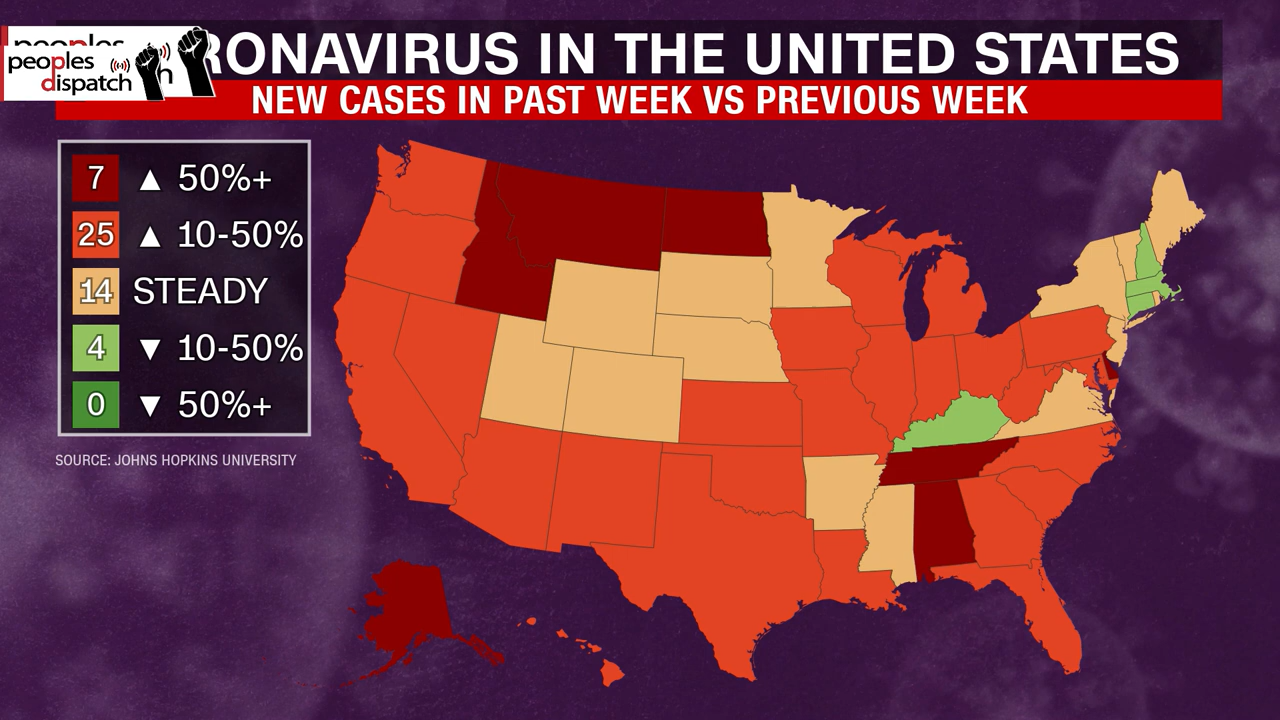 peoples
peoples
dispatch
RONAVIRUS IN THE UNITED STATES
NEW CASES IN PAST WEEK VS PREVIOUS WEEK
7 ▲ 50%+
25 ▲ 10-50%
14 STEADY
4 ▼ 10-50%
0 ▼ 50%+
SOURCE: JOHNS HOPKINS UNIVERSITY